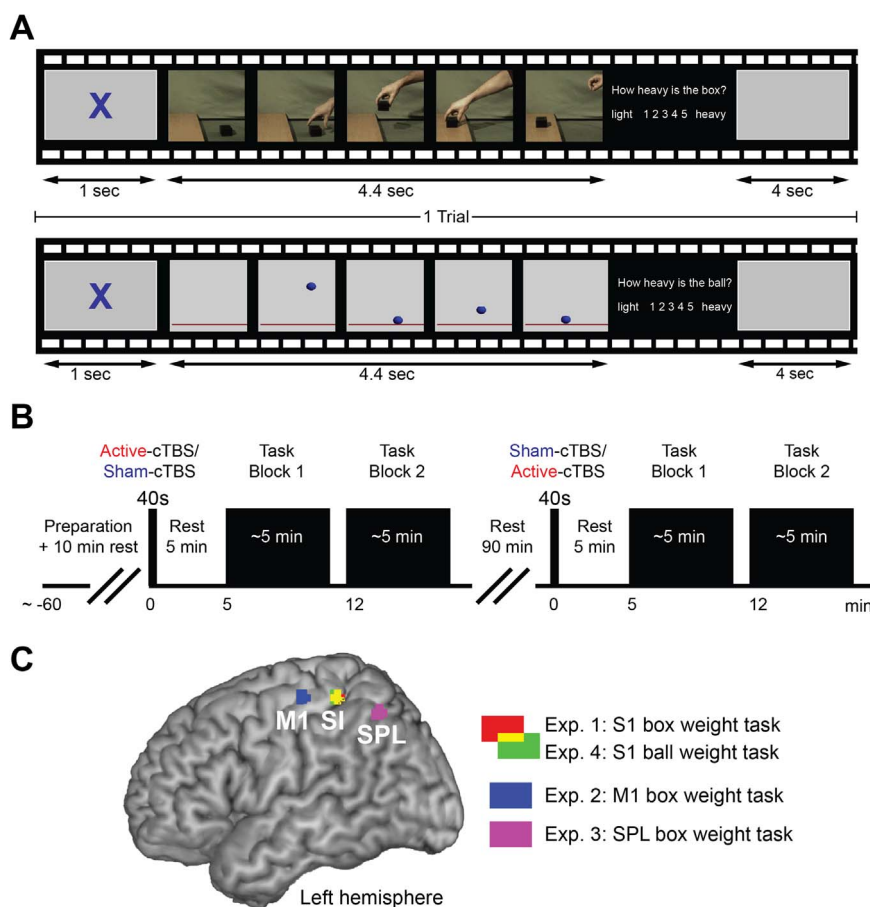 A
X
How heavy is the box?
light 1 2 3 4 5 heavy
1 sec
4.4 sec
4 sec
1 Trial
X
How heavy is the ball?
light 1 2 3 4 5 heavy
1 sec
4.4 sec
4 sec
B
Active-cTBS/
Sham-cTBS
Task
Block 1
Task
Block 2
Sham-cTBS/
Active-cTBS
Task
Block 1
Task
Block 2
40s
40s
Preparation
+ 10 min rest
Rest
5 min
~5 min
~5 min
Rest
90 min
Rest
5 min
~5 min
~5 min
~ -60
0
5
12
0
5
12
min
C
M1
SI
SPL
Exp. 1: S1 box weight task
Exp. 4: S1 ball weight task
Exp. 2: M1 box weight task
Exp. 3: SPL box weight task
Left hemisphere